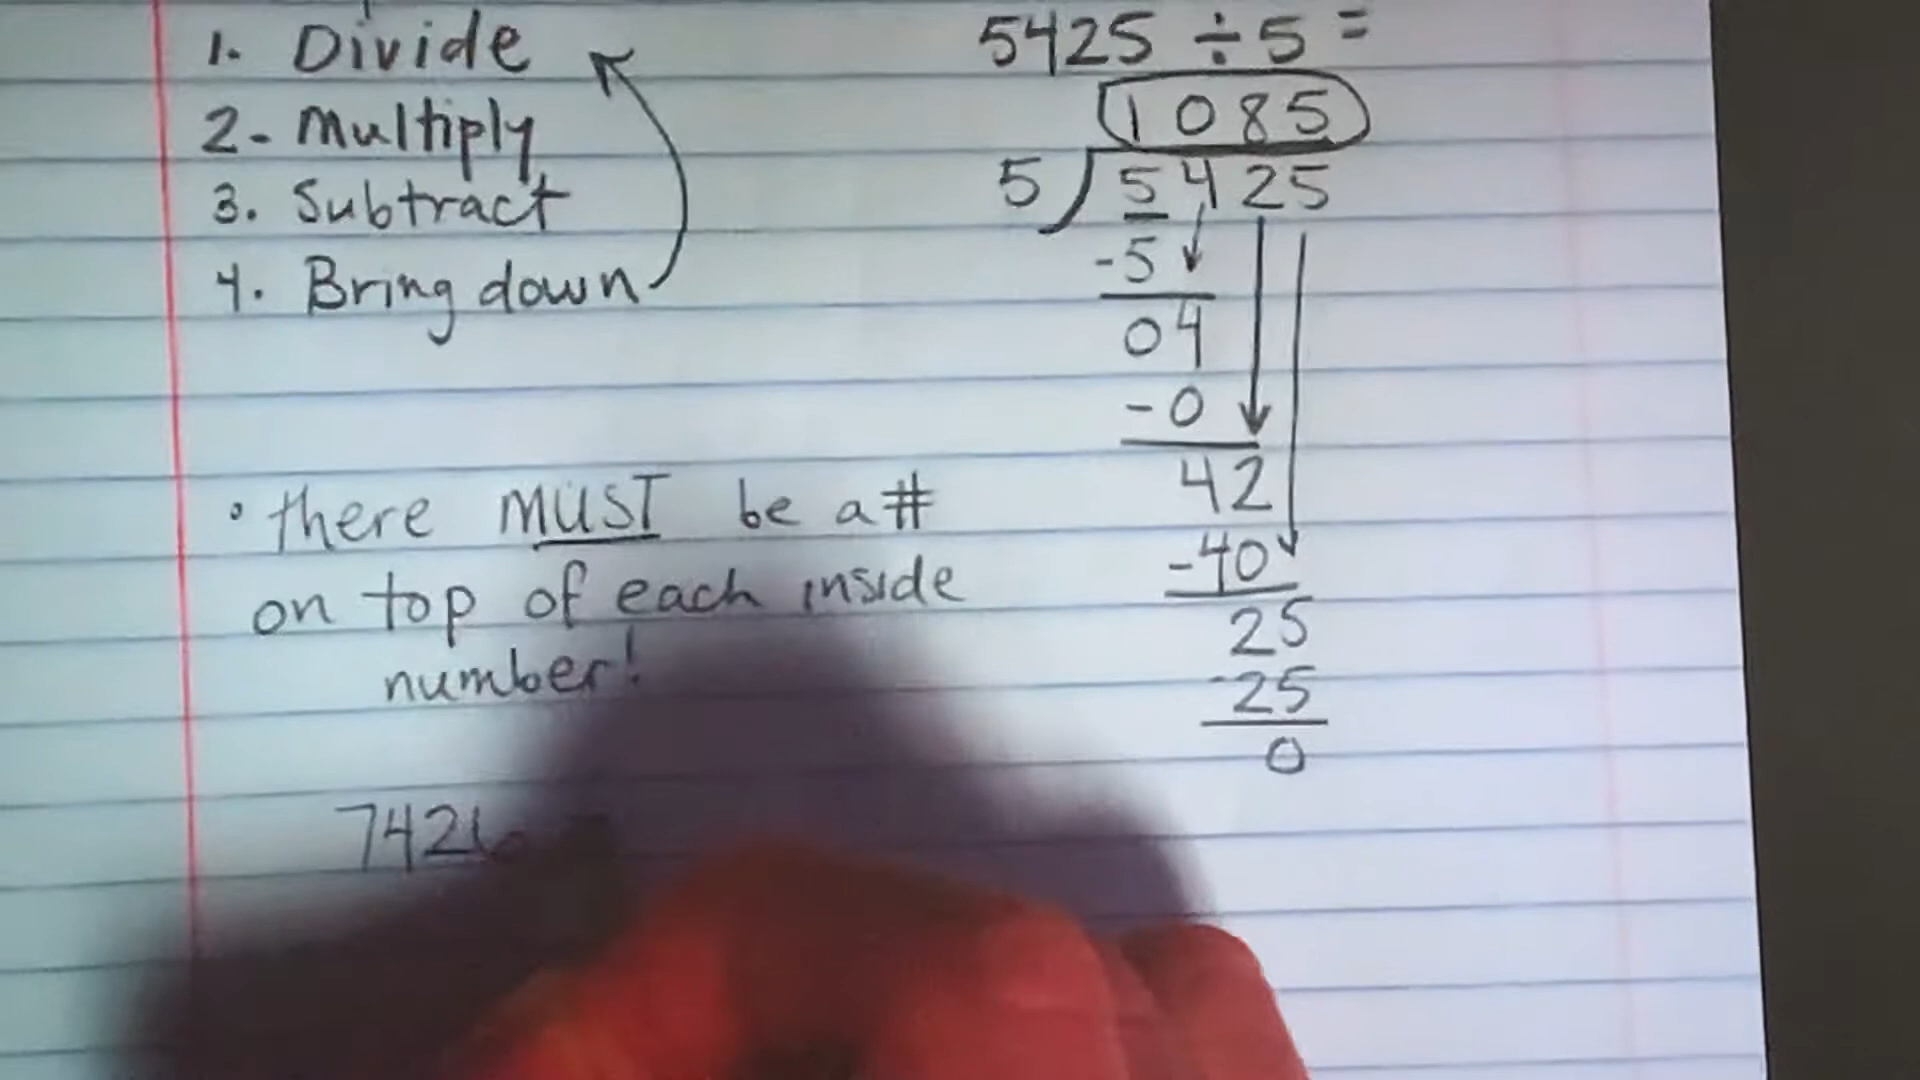 1. Divide
2- Multiply
3. Subtract
4. Bring down
• there MUST be a #
on top of each inside
number!
5425 ÷ 5 =
1085
5 ) 5425
-5
04
-0
42
-40
25
-25
0
7426